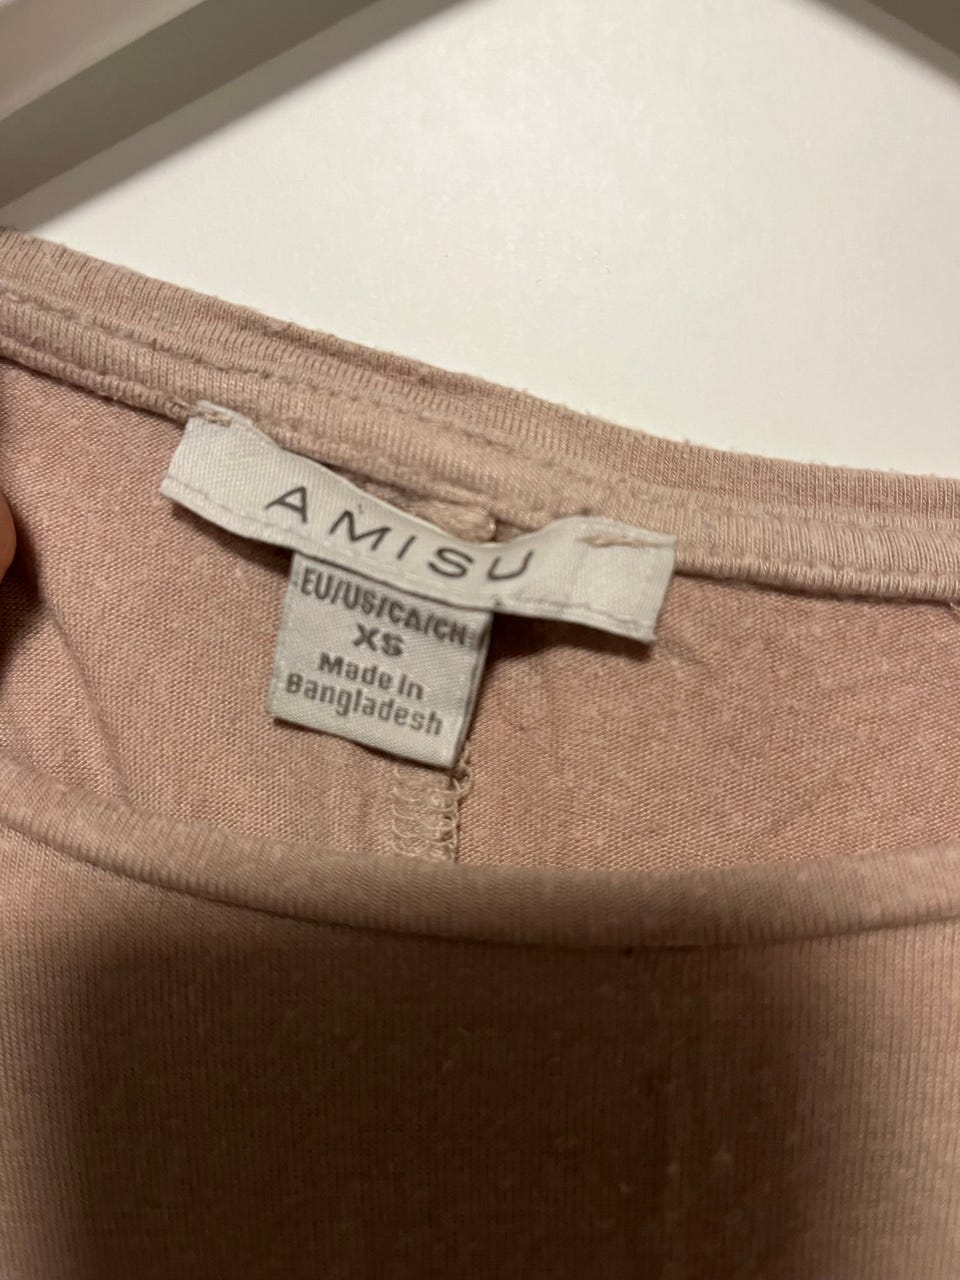 AMISU
EU/US/CA/CN
XS
Made in
Bangladesh